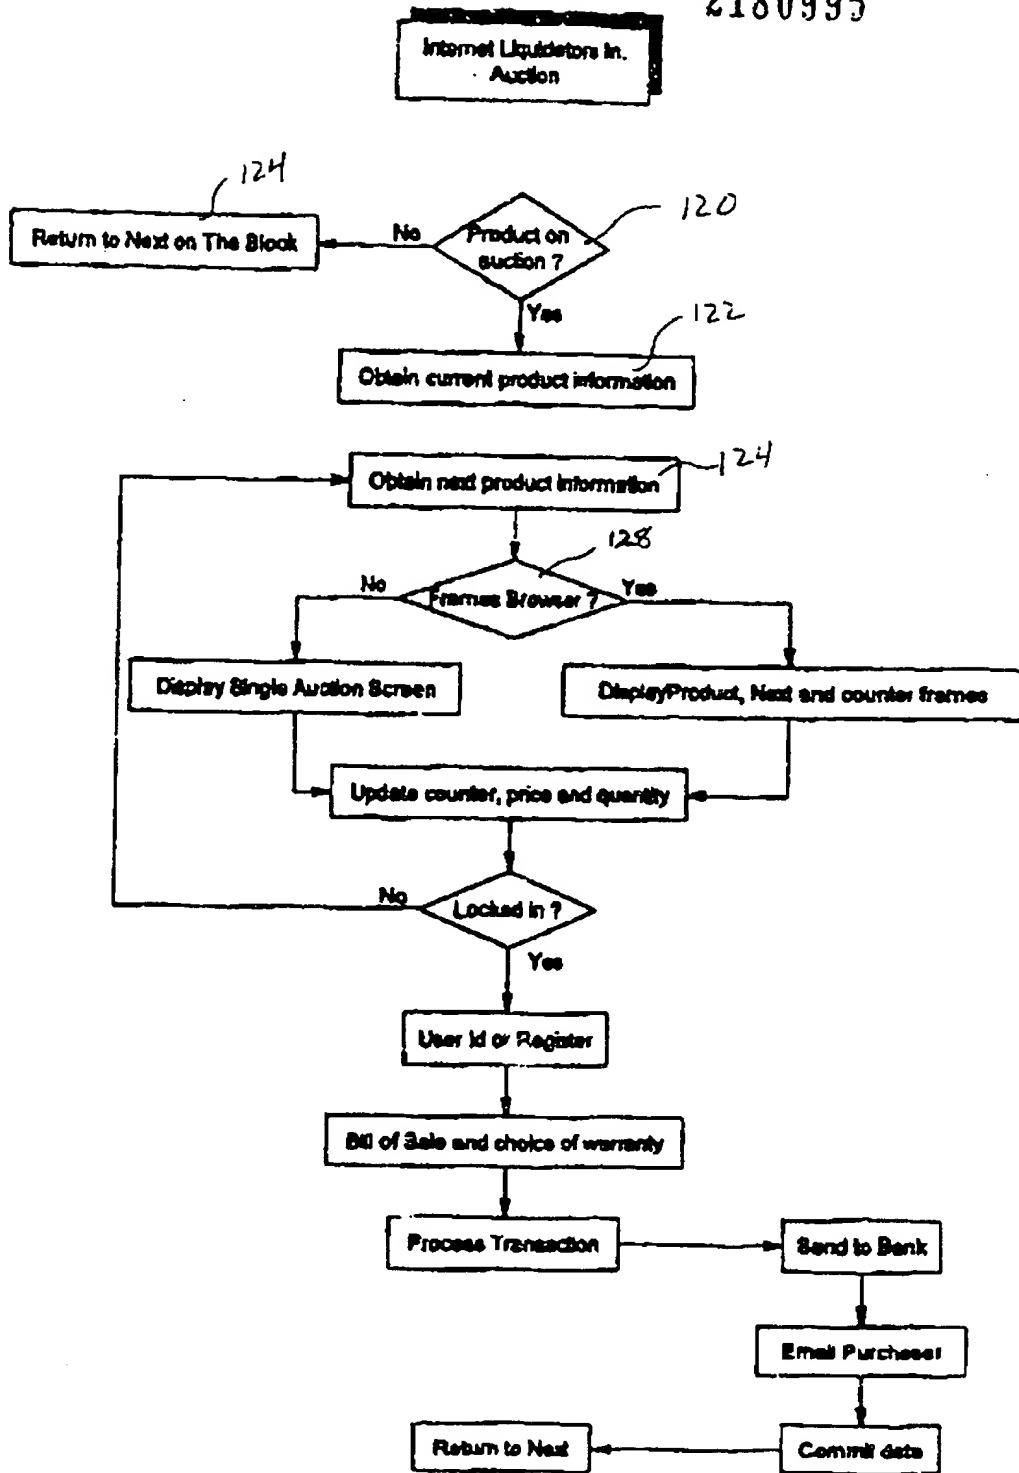 2180995
Internet Liquidators In.
Auction
124
120
Return to Next on The Block
No
Product on
auction ?
Yes
122
Obtain current product information
124
Obtain next product information
128
No
Frames Browser ?
Yes
Display Single Auction Screen
Display Product, Next and counter frames
Update counter, price and quantity
No
Locked in ?
Yes
User Id or Register
Bill of Sale and choice of warranty
Process Transaction
Send to Bank
Email Purchaser
Return to Next
Commit data